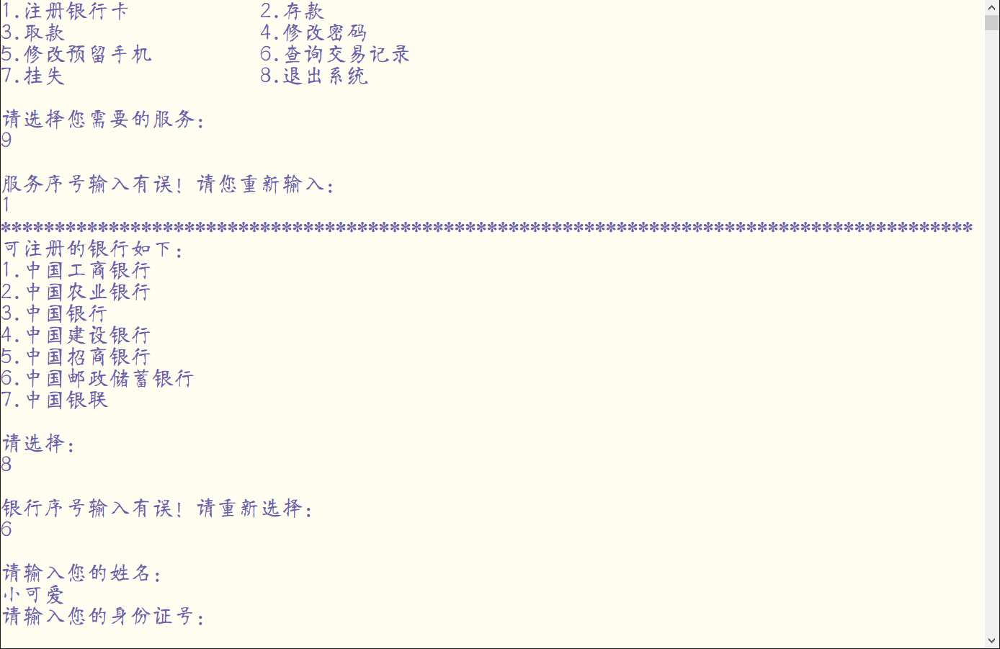 1.注册银行卡 2.存款
3.取款 4.修改密码
5.修改预留手机 6.查询交易记录
7.挂失 8.退出系统
请选择您需要的服务：
9
服务序号输入有误！请您重新输入：
1
******************************************************************************************
可注册的银行如下：
1.中国工商银行
2.中国农业银行
3.中国银行
4.中国建设银行
5.中国招商银行
6.中国邮政储蓄银行
7.中国银联
请选择：
8
银行序号输入有误！请重新选择：
6
请输入您的姓名：
小可爱
请输入您的身份证号：